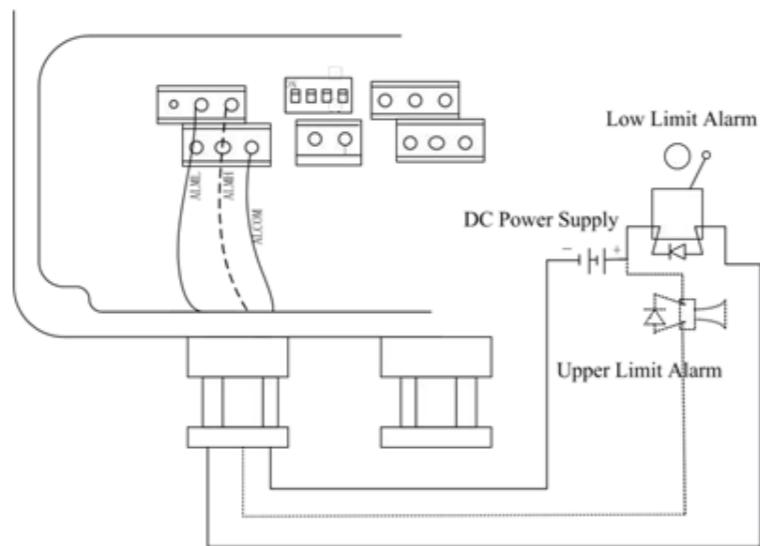 Low Limit Alarm
ALML
ALMH
ALCOM
DC Power Supply
− +
Upper Limit Alarm